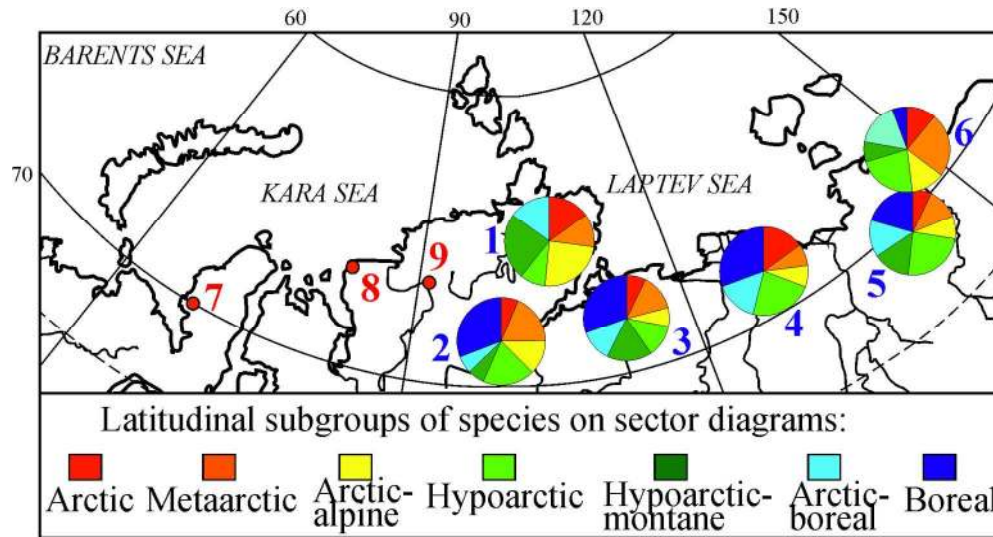 60 90 120 150
BARENTS SEA
70
KARA SEA
LAPTEV SEA
1
2
3
4
5
6
7
8
9
Latitudinal subgroups of species on sector diagrams:
Arctic
Metaarctic
Arctic-
alpine
Hypoarctic
Hypoarctic-
montane
Arctic-
boreal
Boreal